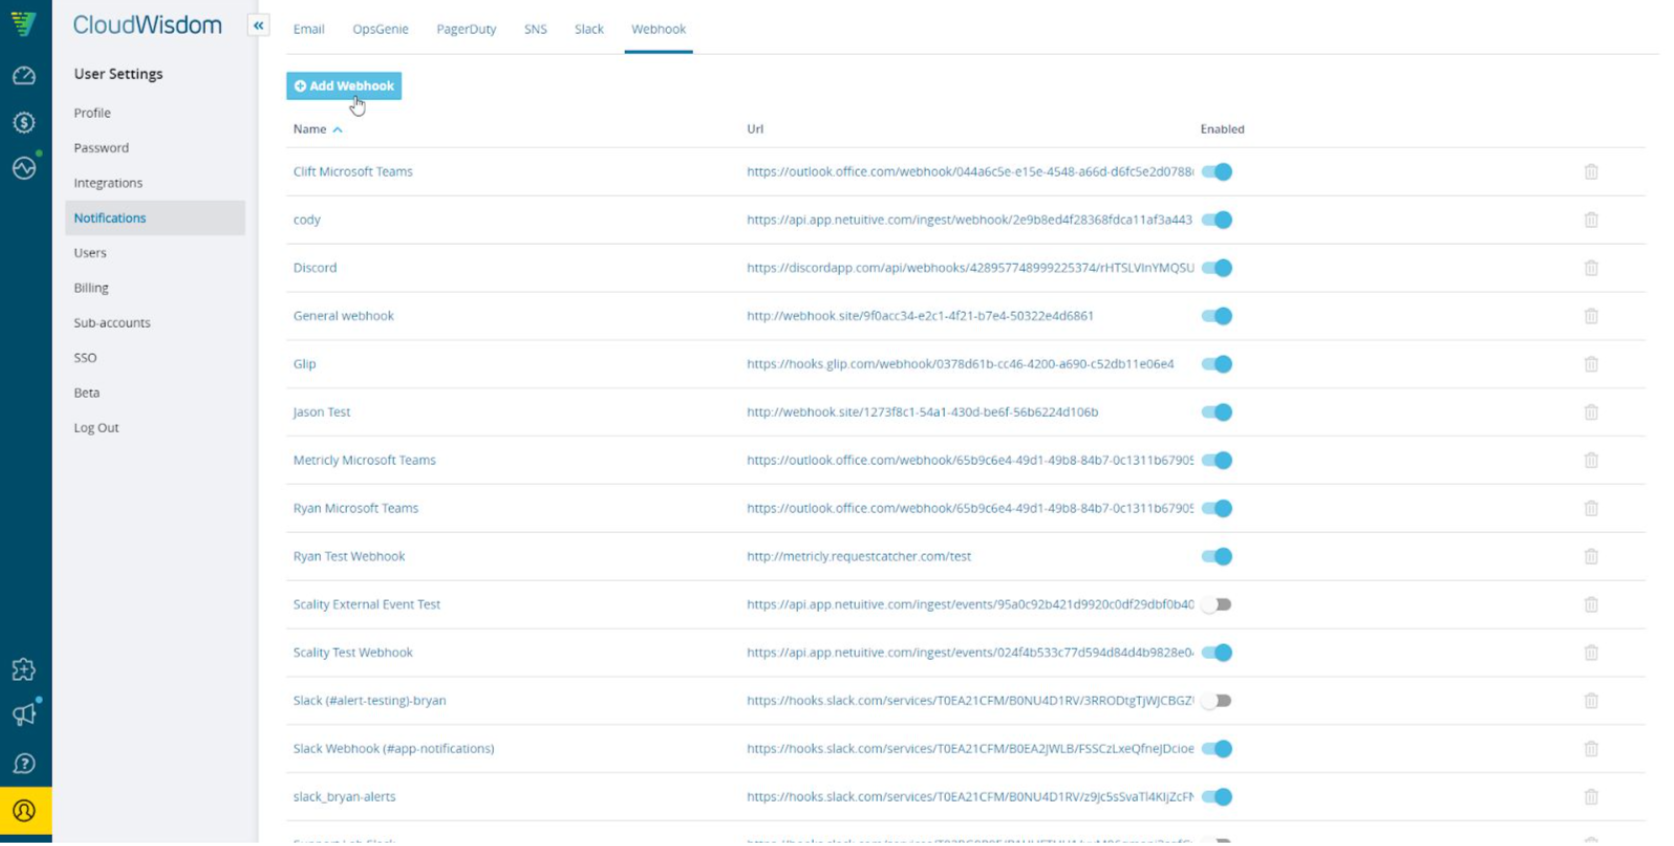 CloudWisdom
«
User Settings
Profile
Password
Integrations
Notifications
Users
Billing
Sub-accounts
SSO
Beta
Log Out
Email OpsGenie PagerDuty SNS Slack Webhook
Add Webhook
Name Url Enabled
Clift Microsoft Teams https://outlook.office.com/webhook/044a6c5e-e15e-4548-a66d-d6fc5e2d0788
cody https://api.app.netuitive.com/ingest/webhook/2e9b8ed4f28368fdca11af3a443
Discord https://discordapp.com/api/webhooks/428957748999225374/rHTSLVInYMQSU
General webhook http://webhook.site/9f0acc34-e2c1-4f21-b7e4-50322e4d6861
Glip https://hooks.glip.com/webhook/0378d61b-cc46-4200-a690-c52db11e06e4
Jason Test http://webhook.site/1273f8c1-54a1-430d-be6f-56b6224d106b
Metricly Microsoft Teams https://outlook.office.com/webhook/65b9c6e4-49d1-49b8-84b7-0c1311b67905
Ryan Microsoft Teams https://outlook.office.com/webhook/65b9c6e4-49d1-49b8-84b7-0c1311b67905
Ryan Test Webhook http://metricly.requestcatcher.com/test
Scality External Event Test https://api.app.netuitive.com/ingest/events/95a0c92b421d9920c0df29dbf0b40
Scality Test Webhook https://api.app.netuitive.com/ingest/events/024f4b533c77d594d84d4b9828e0
Slack (#alert-testing)-bryan https://hooks.slack.com/services/T0EA21CFM/B0NU4D1RV/3RRODtgTjWJCBGZ
Slack Webhook (#app-notifications) https://hooks.slack.com/services/T0EA21CFM/B0EA2JWLB/FSSCzLxeQfneJDcioe
slack_bryan-alerts https://hooks.slack.com/services/T0EA21CFM/B0NU4D1RV/z9Jc5sSvaTl4KIjZcFN